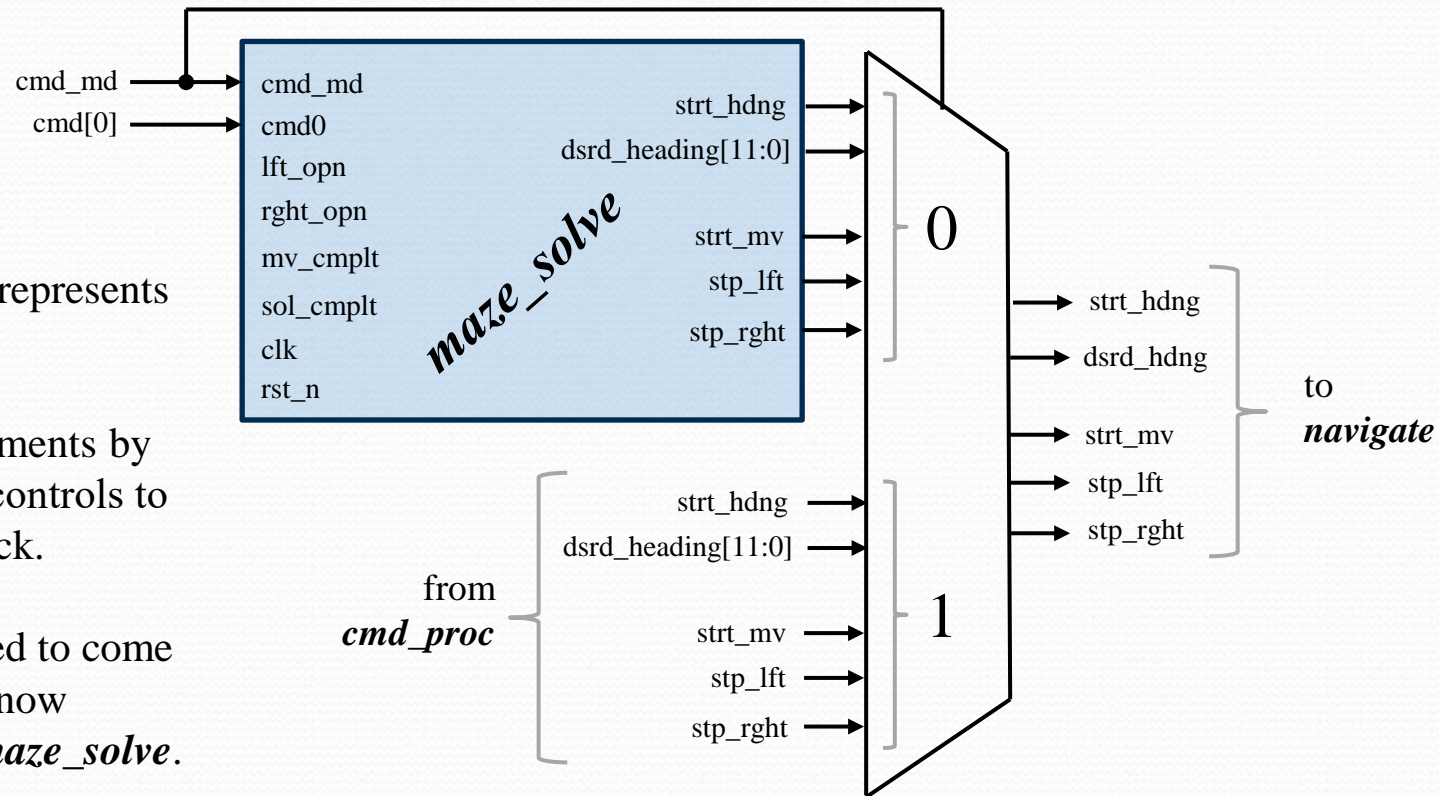 cmd_md
cmd[0]
cmd_md
cmd0
lft_opn
rght_opn
mv_cmplt
sol_cmplt
clk
rst_n
maze_solve
strt_hdng
dsrd_heading[11:0]
strt_mv
stp_lft
stp_rght
0
represents
ments by
controls to
ck.
ed to come
now
maze_solve.
from
cmd_proc
strt_hdng
dsrd_heading[11:0]
strt_mv
stp_lft
stp_rght
1
strt_hdng
dsrd_hdng
strt_mv
stp_lft
stp_rght
to
navigate